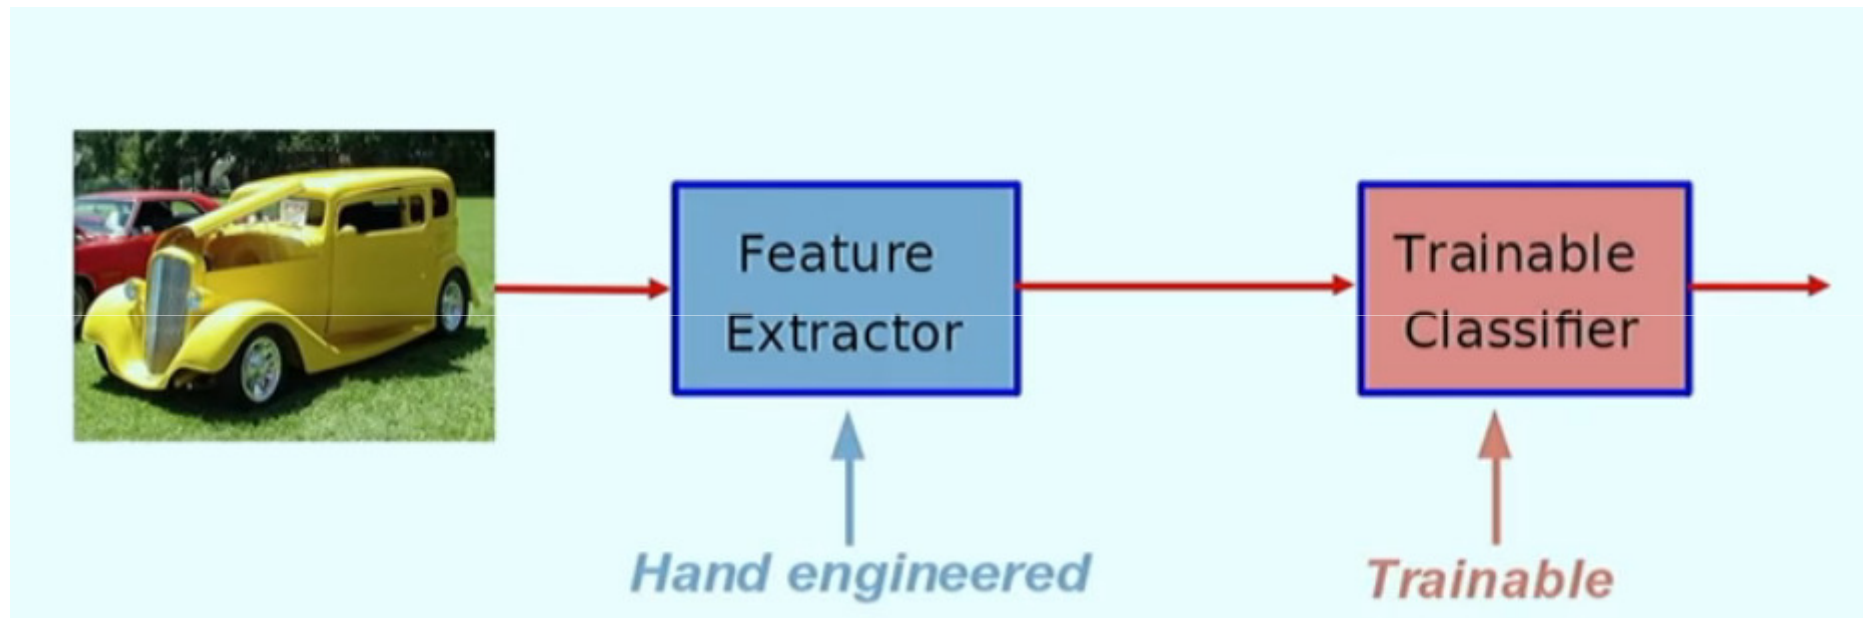 Feature
Extractor
Trainable
Classifier
Hand engineered
Trainable